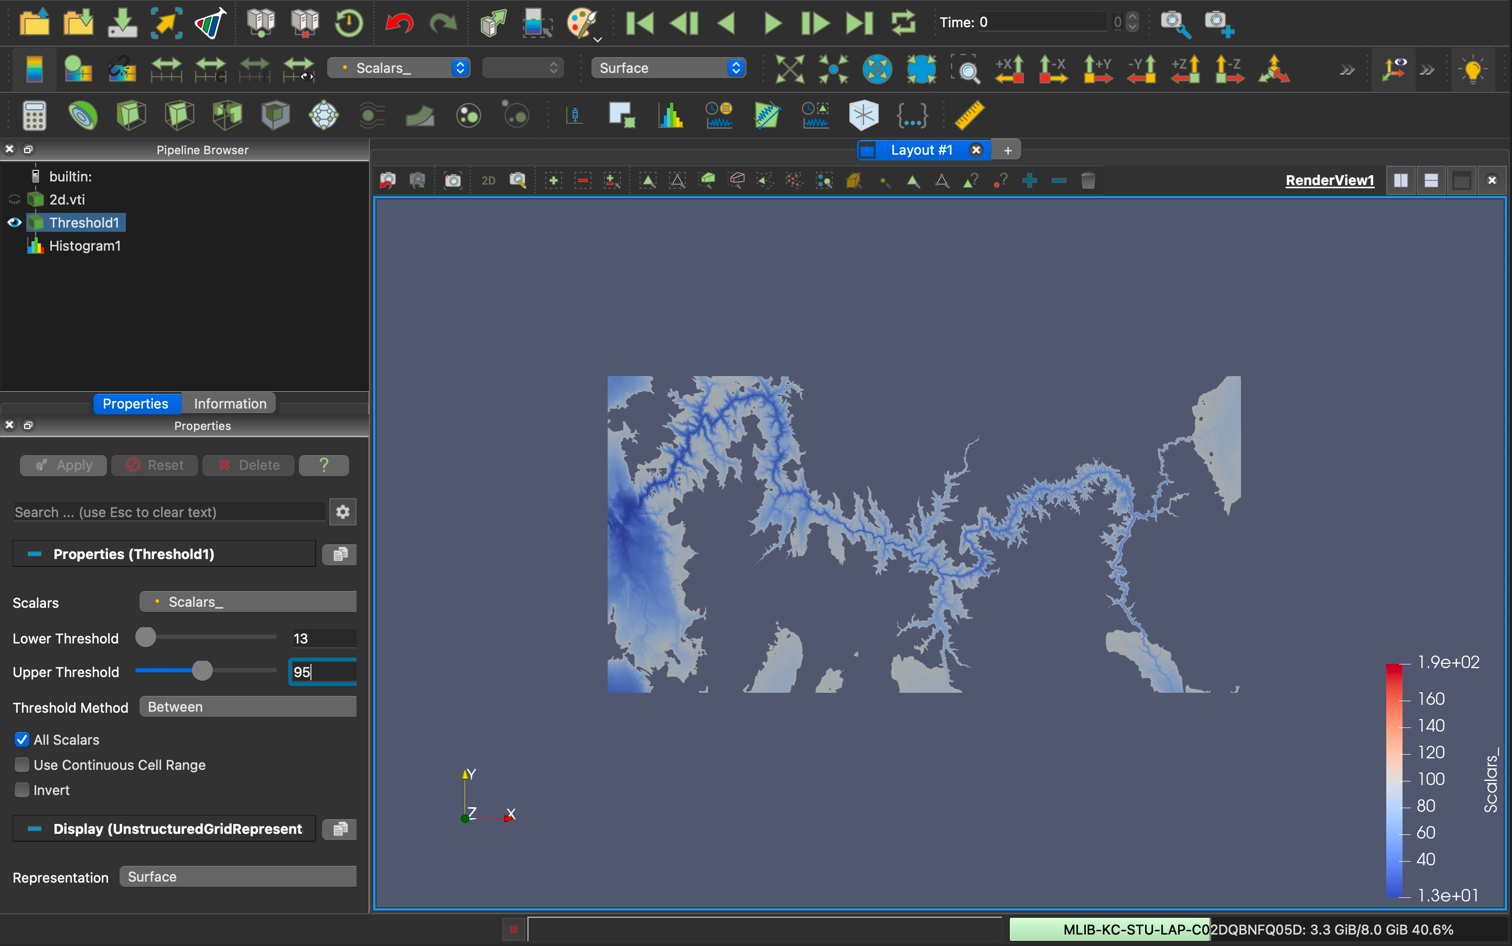 Time: 0
0
Scalars_
Surface
+X
-X
+Y
-Y
+Z
-Z
Pipeline Browser
Layout #1
+
builtin:
2d.vti
Threshold1
Histogram1
2D
RenderView1
Properties
Information
Properties
Apply
Reset
Delete
?
Search ... (use Esc to clear text)
Properties (Threshold1)
Scalars
Scalars_
Lower Threshold
13
Upper Threshold
95
Threshold Method
Between
All Scalars
Use Continuous Cell Range
Invert
Display (UnstructuredGridRepresent
Representation
Surface
Y
Z
X
1.9e+02
160
140
120
100
80
60
40
1.3e+01
Scalars_
MLIB-KC-STU-LAP-C02DQBNFQ05D: 3.3 GiB/8.0 GiB 40.6%